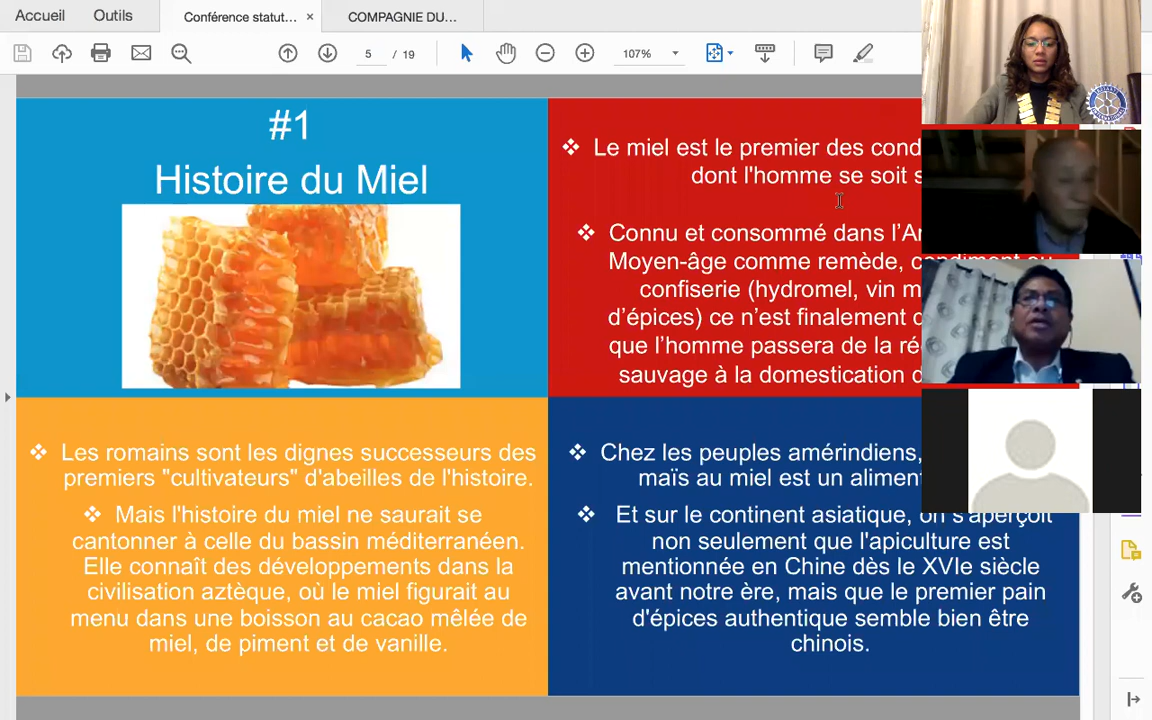 Accueil
Outils
Conférence statut... ×
COMPAGNIE DU...
5 / 19
107%
#1
Histoire du Miel
❖ Le miel est le premier des
dont l'homme se soit
❖ Connu et consommé dans
Moyen-âge comme remède, condiment ou
confiserie (hydromel, vin
d'épices) ce n'est finalement
que l'homme passera de la
sauvage à la domestication
❖ Les romains sont les dignes successeurs des
premiers "cultivateurs" d'abeilles de l'histoire.
❖ Mais l'histoire du miel ne saurait se
cantonner à celle du bassin méditerranéen.
Elle connaît des développements dans la
civilisation aztèque, où le miel figurait au
menu dans une boisson au cacao mêlée de
miel, de piment et de vanille.
❖ Chez les peuples amérindiens,
maïs au miel est un
❖ Et sur le continent asiatique, on s'aperçoit
non seulement que l'apiculture est
mentionnée en Chine dès le XVIe siècle
avant notre ère, mais que le premier pain
d'épices authentique semble bien être
chinois.